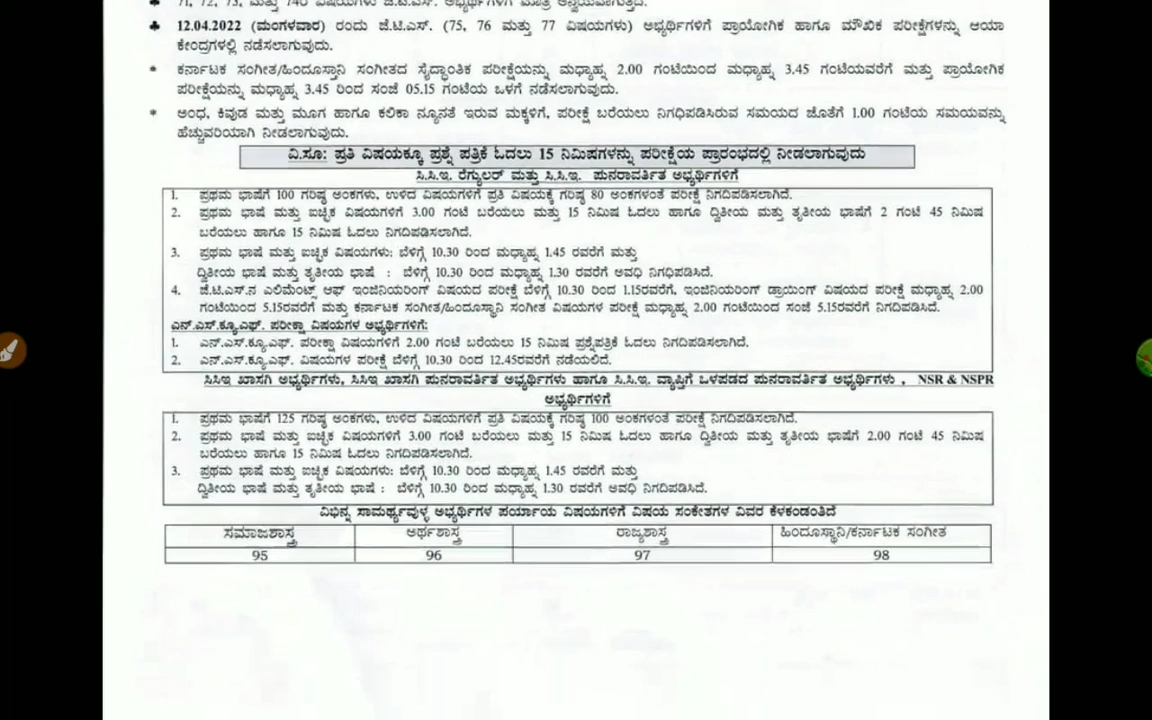 71, 72, 73, ಮತ್ತು 74ರ ವಿಷಯಗಳು ಜೆ.ಟಿ.ಎಸ್. ಅಭ್ಯರ್ಥಿಗಳಿಗೆ ಮಾತ್ರ ಅನ್ವಯವಾಗುತ್ತದೆ.
♣ 12.04.2022 (ಮಂಗಳವಾರ) ರಂದು ಜೆ.ಟಿ.ಎಸ್. (75, 76 ಮತ್ತು 77 ವಿಷಯಗಳು) ಅಭ್ಯರ್ಥಿಗಳಿಗೆ ಪ್ರಾಯೋಗಿಕ ಹಾಗೂ ಮೌಖಿಕ ಪರೀಕ್ಷೆಗಳನ್ನು ಆಯಾ
ಕೇಂದ್ರಗಳಲ್ಲಿ ನಡೆಸಲಾಗುವುದು.
* ಕರ್ನಾಟಕ ಸಂಗೀತ/ಹಿಂದೂಸ್ತಾನಿ ಸಂಗೀತದ ಸೈದ್ಧಾಂತಿಕ ಪರೀಕ್ಷೆಯನ್ನು ಮಧ್ಯಾಹ್ನ 2.00 ಗಂಟೆಯಿಂದ ಮಧ್ಯಾಹ್ನ 3.45 ಗಂಟೆಯವರೆಗೆ ಮತ್ತು ಪ್ರಾಯೋಗಿಕ
ಪರೀಕ್ಷೆಯನ್ನು ಮಧ್ಯಾಹ್ನ 3.45 ರಿಂದ ಸಂಜೆ 05.15 ಗಂಟೆಯ ಒಳಗೆ ನಡೆಸಲಾಗುವುದು.
* ಅಂಧ, ಕಿವುಡ ಮತ್ತು ಮೂಗ ಹಾಗೂ ಕಲಿಕಾ ನ್ಯೂನತೆ ಇರುವ ಮಕ್ಕಳಿಗೆ, ಪರೀಕ್ಷೆ ಬರೆಯಲು ನಿಗಧಿಪಡಿಸಿರುವ ಸಮಯದ ಜೊತೆಗೆ 1.00 ಗಂಟೆಯ ಸಮಯವನ್ನು
ಹೆಚ್ಚುವರಿಯಾಗಿ ನೀಡಲಾಗುವುದು.
ವಿ.ಸೂ: ಪ್ರತಿ ವಿಷಯಕ್ಕೂ ಪ್ರಶ್ನೆ ಪತ್ರಿಕೆ ಓದಲು 15 ನಿಮಿಷಗಳನ್ನು ಪರೀಕ್ಷೆಯ ಪ್ರಾರಂಭದಲ್ಲಿ ನೀಡಲಾಗುವುದು
ಸಿ.ಸಿ.ಇ. ರೆಗ್ಯುಲರ್ ಮತ್ತು ಸಿ.ಸಿ.ಇ. ಪುನರಾವರ್ತಿತ ಅಭ್ಯರ್ಥಿಗಳಿಗೆ
1. ಪ್ರಥಮ ಭಾಷೆಗೆ 100 ಗರಿಷ್ಠ ಅಂಕಗಳು, ಉಳಿದ ವಿಷಯಗಳಿಗೆ ಪ್ರತಿ ವಿಷಯಕ್ಕೆ ಗರಿಷ್ಠ 80 ಅಂಕಗಳಂತೆ ಪರೀಕ್ಷೆ ನಿಗದಿಪಡಿಸಲಾಗಿದೆ.
2. ಪ್ರಥಮ ಭಾಷೆ ಮತ್ತು ಐಚ್ಛಿಕ ವಿಷಯಗಳಿಗೆ 3.00 ಗಂಟೆ ಬರೆಯಲು ಮತ್ತು 15 ನಿಮಿಷ ಓದಲು ಹಾಗೂ ದ್ವಿತೀಯ ಮತ್ತು ತೃತೀಯ ಭಾಷೆಗೆ 2 ಗಂಟೆ 45 ನಿಮಿಷ
ಬರೆಯಲು ಹಾಗೂ 15 ನಿಮಿಷ ಓದಲು ನಿಗದಿಪಡಿಸಲಾಗಿದೆ.
3. ಪ್ರಥಮ ಭಾಷೆ ಮತ್ತು ಐಚ್ಛಿಕ ವಿಷಯಗಳು: ಬೆಳಿಗ್ಗೆ 10.30 ರಿಂದ ಮಧ್ಯಾಹ್ನ 1.45 ರವರೆಗೆ ಮತ್ತು
ದ್ವಿತೀಯ ಭಾಷೆ ಮತ್ತು ತೃತೀಯ ಭಾಷೆ : ಬೆಳಿಗ್ಗೆ 10.30 ರಿಂದ ಮಧ್ಯಾಹ್ನ 1.30 ರವರೆಗೆ ಅವಧಿ ನಿಗಧಿಪಡಿಸಿದೆ.
4. ಜೆ.ಟಿ.ಎಸ್.ನ ಎಲಿಮೆಂಟ್ಸ್ ಆಫ್ ಇಂಜಿನಿಯರಿಂಗ್ ವಿಷಯದ ಪರೀಕ್ಷೆ ಬೆಳಿಗ್ಗೆ 10.30 ರಿಂದ 1.15ರವರೆಗೆ, ಇಂಜಿನಿಯರಿಂಗ್ ಡ್ರಾಯಿಂಗ್ ವಿಷಯದ ಪರೀಕ್ಷೆ ಮಧ್ಯಾಹ್ನ 2.00
ಗಂಟೆಯಿಂದ 5.15ರವರೆಗೆ ಮತ್ತು ಕರ್ನಾಟಕ ಸಂಗೀತ/ಹಿಂದೂಸ್ಥಾನಿ ಸಂಗೀತ ವಿಷಯಗಳ ಪರೀಕ್ಷೆ ಮಧ್ಯಾಹ್ನ 2.00 ಗಂಟೆಯಿಂದ ಸಂಜೆ 5.15ರವರೆಗೆ ನಿಗದಿಪಡಿಸಿದೆ.
ಎನ್.ಎಸ್.ಕ್ಯೂ.ಎಫ್. ಪರೀಕ್ಷಾ ವಿಷಯಗಳ ಅಭ್ಯರ್ಥಿಗಳಿಗೆ:
1. ಎನ್.ಎಸ್.ಕ್ಯೂ.ಎಫ್. ಪರೀಕ್ಷಾ ವಿಷಯಗಳಿಗೆ 2.00 ಗಂಟೆ ಬರೆಯಲು 15 ನಿಮಿಷ ಪ್ರಶ್ನೆಪತ್ರಿಕೆ ಓದಲು ನಿಗದಿಪಡಿಸಲಾಗಿದೆ.
2. ಎನ್.ಎಸ್.ಕ್ಯೂ.ಎಫ್. ವಿಷಯಗಳ ಪರೀಕ್ಷೆ ಬೆಳಿಗ್ಗೆ 10.30 ರಿಂದ 12.45ರವರೆಗೆ ನಡೆಯಲಿದೆ.
ಸಿಸಿಇ ಖಾಸಗಿ ಅಭ್ಯರ್ಥಿಗಳು, ಸಿಸಿಇ ಖಾಸಗಿ ಪುನರಾವರ್ತಿತ ಅಭ್ಯರ್ಥಿಗಳು ಹಾಗೂ ಸಿ.ಸಿ.ಇ. ವ್ಯಾಪ್ತಿಗೆ ಒಳಪಡದ ಪುನರಾವರ್ತಿತ ಅಭ್ಯರ್ಥಿಗಳು , NSR & NSPR
ಅಭ್ಯರ್ಥಿಗಳಿಗೆ
1. ಪ್ರಥಮ ಭಾಷೆಗೆ 125 ಗರಿಷ್ಠ ಅಂಕಗಳು, ಉಳಿದ ವಿಷಯಗಳಿಗೆ ಪ್ರತಿ ವಿಷಯಕ್ಕೆ ಗರಿಷ್ಠ 100 ಅಂಕಗಳಂತೆ ಪರೀಕ್ಷೆ ನಿಗದಿಪಡಿಸಲಾಗಿದೆ.
2. ಪ್ರಥಮ ಭಾಷೆ ಮತ್ತು ಐಚ್ಛಿಕ ವಿಷಯಗಳಿಗೆ 3.00 ಗಂಟೆ ಬರೆಯಲು ಮತ್ತು 15 ನಿಮಿಷ ಓದಲು ಹಾಗೂ ದ್ವಿತೀಯ ಮತ್ತು ತೃತೀಯ ಭಾಷೆಗೆ 2.00 ಗಂಟೆ 45 ನಿಮಿಷ
ಬರೆಯಲು ಹಾಗೂ 15 ನಿಮಿಷ ಓದಲು ನಿಗದಿಪಡಿಸಲಾಗಿದೆ.
3. ಪ್ರಥಮ ಭಾಷೆ ಮತ್ತು ಐಚ್ಛಿಕ ವಿಷಯಗಳು: ಬೆಳಿಗ್ಗೆ 10.30 ರಿಂದ ಮಧ್ಯಾಹ್ನ 1.45 ರವರೆಗೆ ಮತ್ತು
ದ್ವಿತೀಯ ಭಾಷೆ ಮತ್ತು ತೃತೀಯ ಭಾಷೆ : ಬೆಳಿಗ್ಗೆ 10.30 ರಿಂದ ಮಧ್ಯಾಹ್ನ 1.30 ರವರೆಗೆ ಅವಧಿ ನಿಗದಿಪಡಿಸಿದೆ.
ವಿಭಿನ್ನ ಸಾಮರ್ಥ್ಯವುಳ್ಳ ಅಭ್ಯರ್ಥಿಗಳ ಪರ್ಯಾಯ ವಿಷಯಗಳಿಗೆ ವಿಷಯ ಸಂಕೇತಗಳ ವಿವರ ಕೆಳಕಂಡಂತಿದೆ
ಸಮಾಜಶಾಸ್ತ್ರ ಅರ್ಥಶಾಸ್ತ್ರ ರಾಜ್ಯಶಾಸ್ತ್ರ ಹಿಂದೂಸ್ಥಾನಿ/ಕರ್ನಾಟಕ ಸಂಗೀತ
95 96 97 98